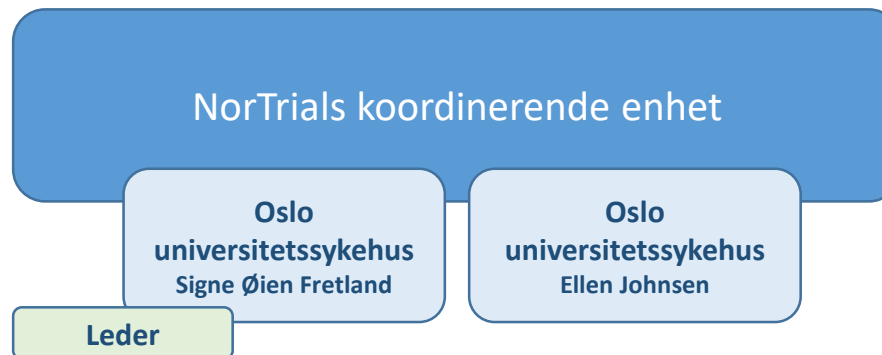 NorTrials koordinerende enhet
Oslo
universitetssykehus
Signe Øien Fretland
Oslo
universitetssykehus
Ellen Johnsen
Leder